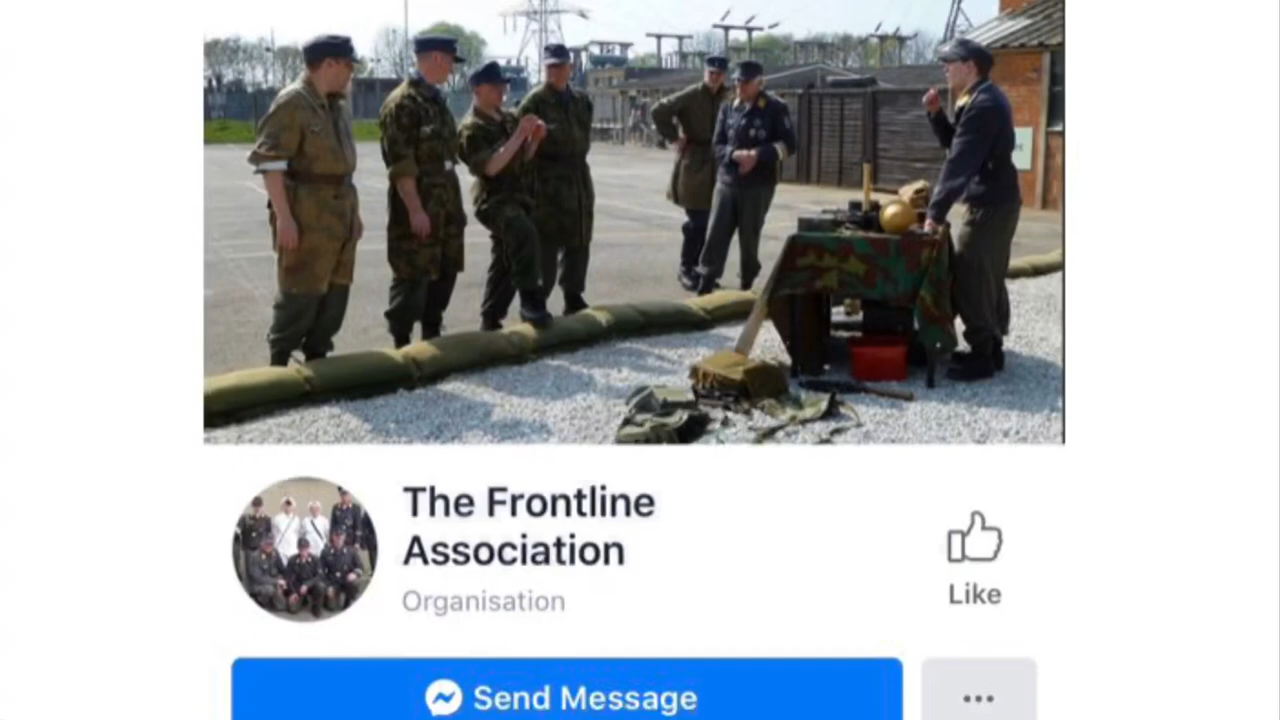 The Frontline
Association
Organisation
Like
Send Message